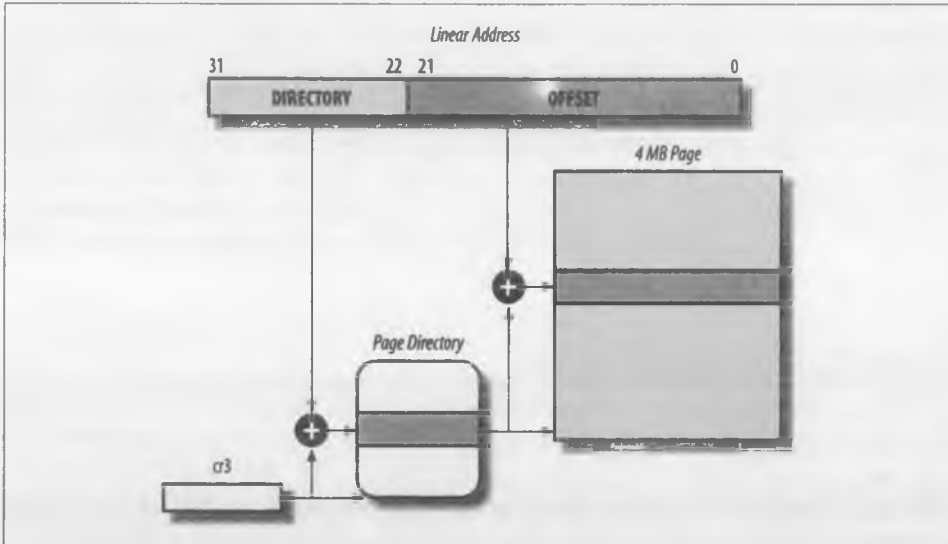 Linear Address
31 22 21 0
DIRECTORY OFFSET
4 MB Page
Page Directory
cr3